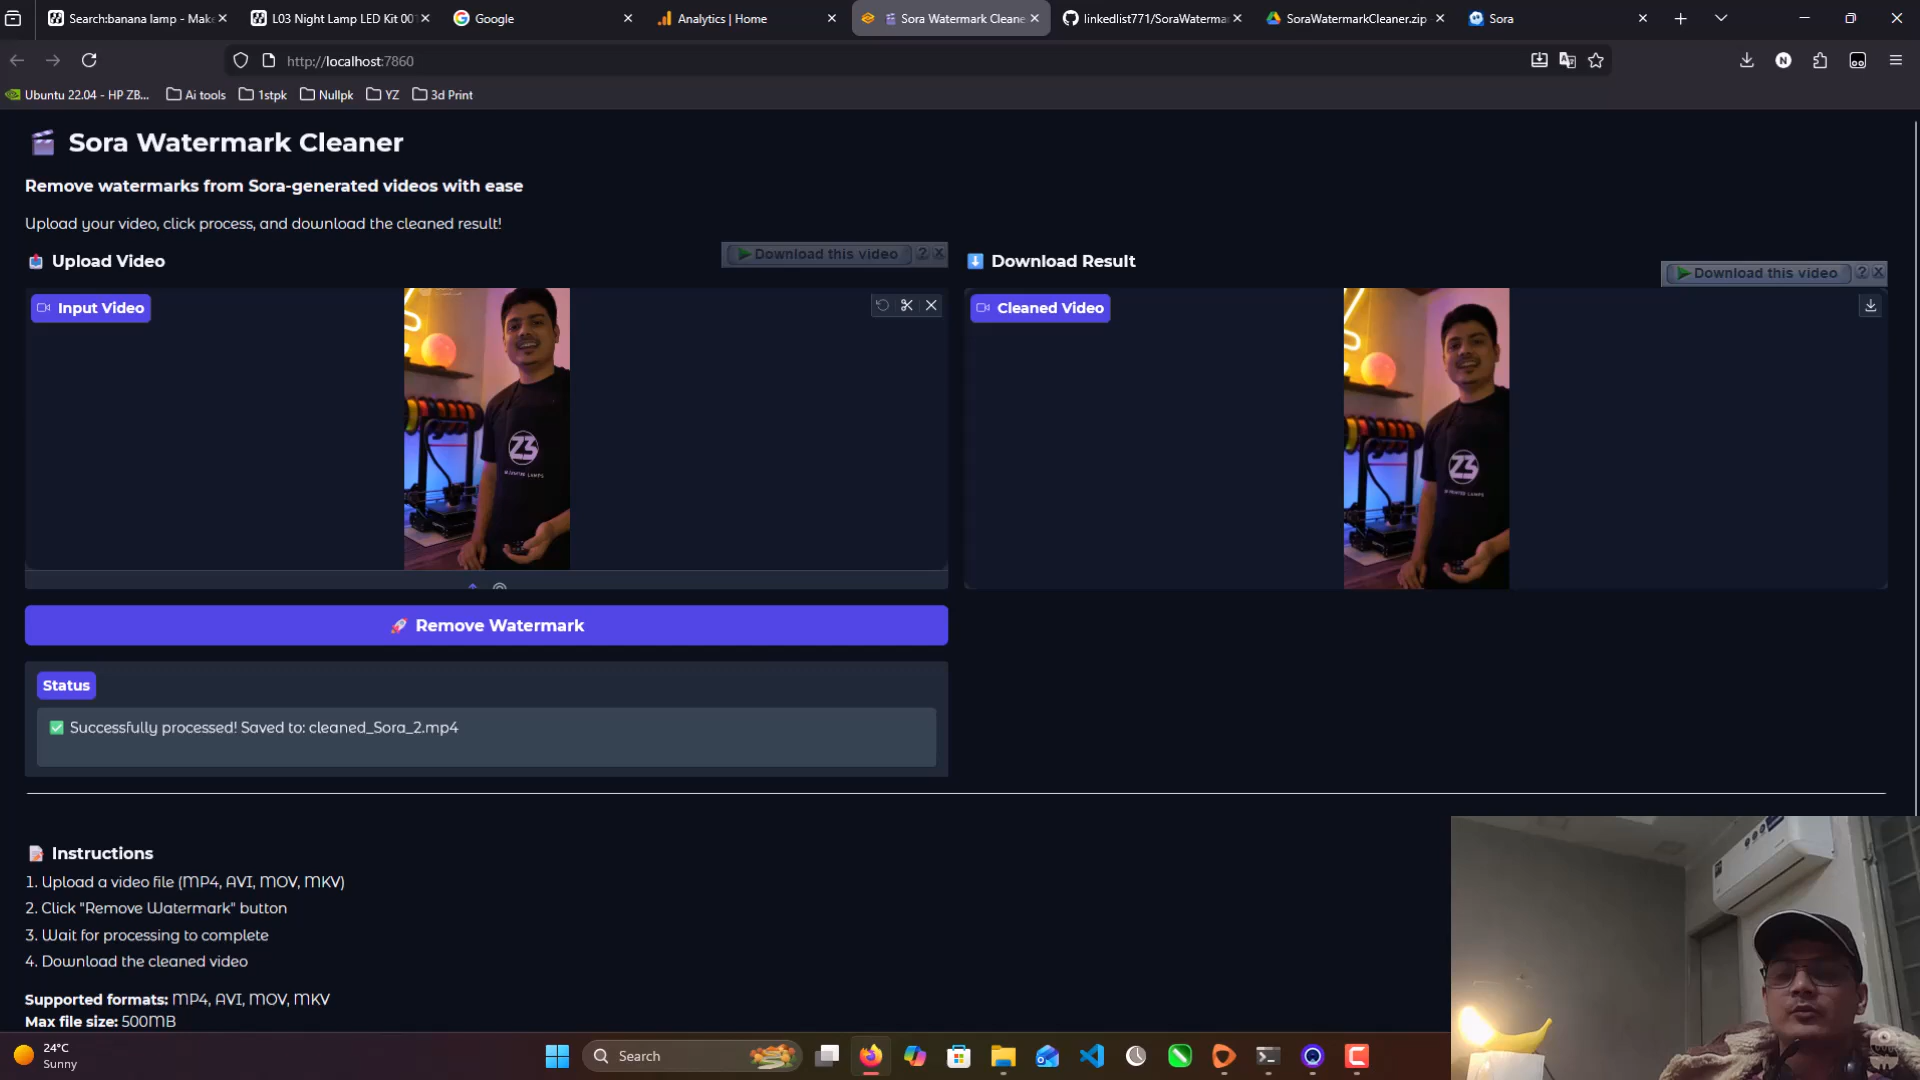 Search:banana lamp - Make
L03 Night Lamp LED Kit 001
Google
Analytics | Home
Sora Watermark Cleane
linkedlist771/SoraWaterma
SoraWatermarkCleaner.zip
Sora
http://localhost:7860
Ubuntu 22.04 - HP ZB...
Ai tools
1stpk
Nullpk
YZ
3d Print
Sora Watermark Cleaner
Remove watermarks from Sora-generated videos with ease
Upload your video, click process, and download the cleaned result!
Upload Video
Download this video
Download Result
Download this video
Input Video
Cleaned Video
Z3
Z3
Remove Watermark
Status
Successfully processed! Saved to: cleaned_Sora_2.mp4
Instructions
1. Upload a video file (MP4, AVI, MOV, MKV)
2. Click "Remove Watermark" button
3. Wait for processing to complete
4. Download the cleaned video
Supported formats: MP4, AVI, MOV, MKV
Max file size: 500MB
24°C
Sunny
Search